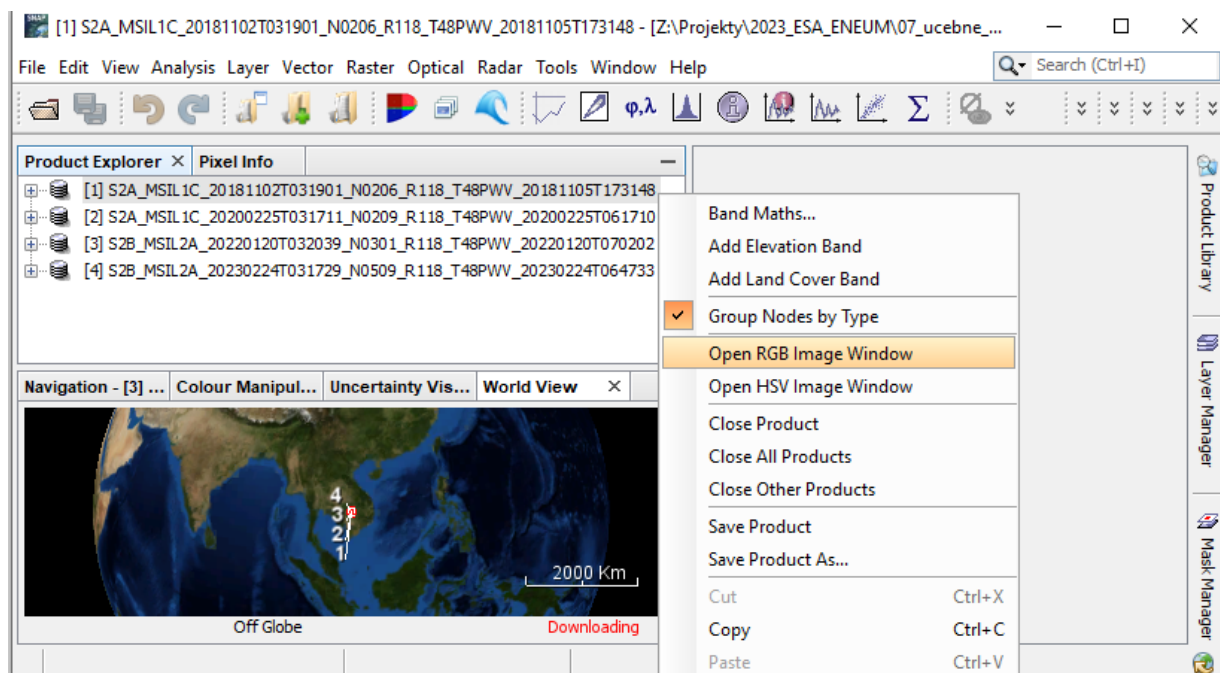 SNAP
[1] S2A_MSIL1C_20181102T031901_N0206_R118_T48PWV_20181105T173148 - [Z:\Projekty\2023_ESA_ENEUM\07_ucebne_...
File Edit View Analysis Layer Vector Raster Optical Radar Tools Window Help
Search (Ctrl+I)
φ,λ
Σ
Product Explorer
Pixel Info
[1] S2A_MSIL1C_20181102T031901_N0206_R118_T48PWV_20181105T173148
[2] S2A_MSIL1C_20200225T031711_N0209_R118_T48PWV_20200225T061710
[3] S2B_MSIL2A_20220120T032039_N0301_R118_T48PWV_20220120T070202
[4] S2B_MSIL2A_20230224T031729_N0509_R118_T48PWV_20230224T064733
Band Maths...
Add Elevation Band
Add Land Cover Band
Group Nodes by Type
Open RGB Image Window
Open HSV Image Window
Close Product
Close All Products
Close Other Products
Save Product
Save Product As...
Cut Ctrl+X
Copy Ctrl+C
Paste Ctrl+V
Navigation - [3] ...
Colour Manipul...
Uncertainty Vis...
World View
4
3
2
1
2000 Km
Off Globe
Downloading
Product Library
Layer Manager
Mask Manager